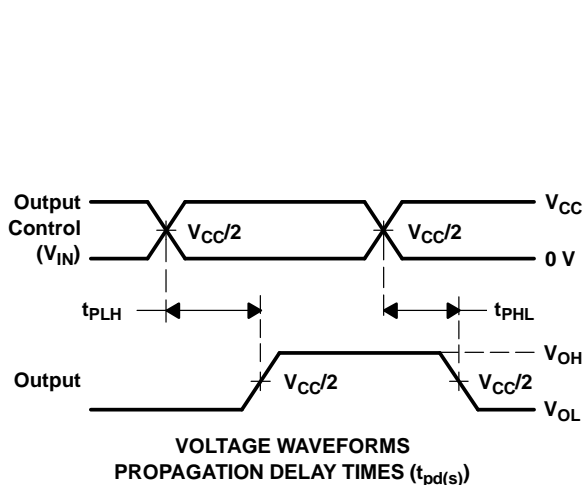 Output
Control
(VIN)
VCC/2
VCC/2
VCC
0 V
tPLH
tPHL
Output
VCC/2
VCC/2
VOH
VOL
VOLTAGE WAVEFORMS
PROPAGATION DELAY TIMES (tpd(s))